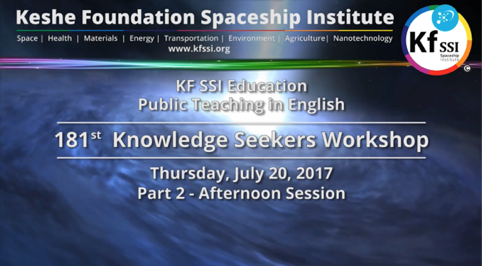 Keshe Foundation Spaceship Institute
Space | Health | Materials | Energy | Transportation | Environment | Agriculture | Nanotechnology
www.kfssi.org
Kf SSI
Spaceship
Institute
KF SSI Education
Public Teaching in English
181st Knowledge Seekers Workshop
Thursday, July 20, 2017
Part 2 - Afternoon Session